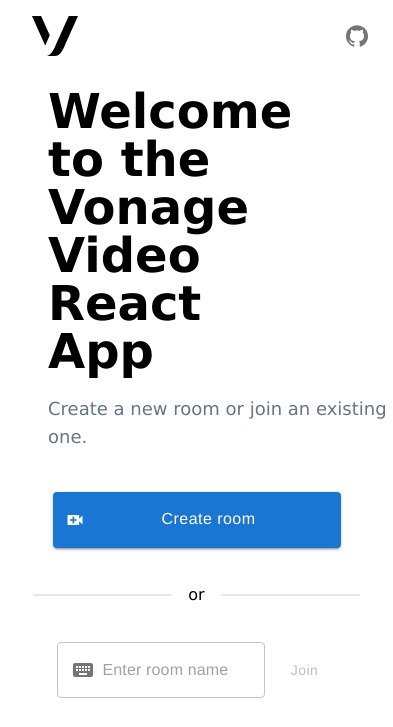 Welcome
to the
Vonage
Video
React
App
Create a new room or join an existing
one.
Create room
or
Enter room name
Join